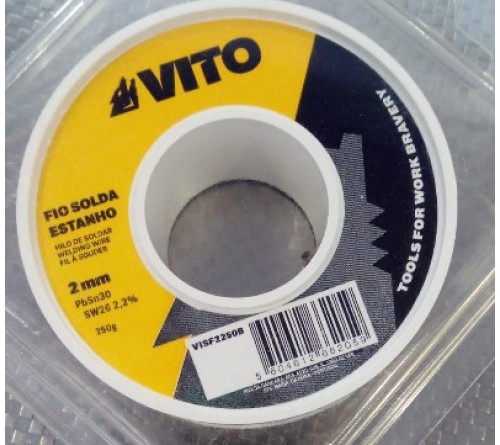 VITO
TOOLS FOR WORK BRAVERY
FIO SOLDA
ESTANHO
HILO DE SOLDAR
WELDING WIRE
FIL À SOUDER
2 mm
PbSn30
SW26 2,2%
250g
VISF2250B